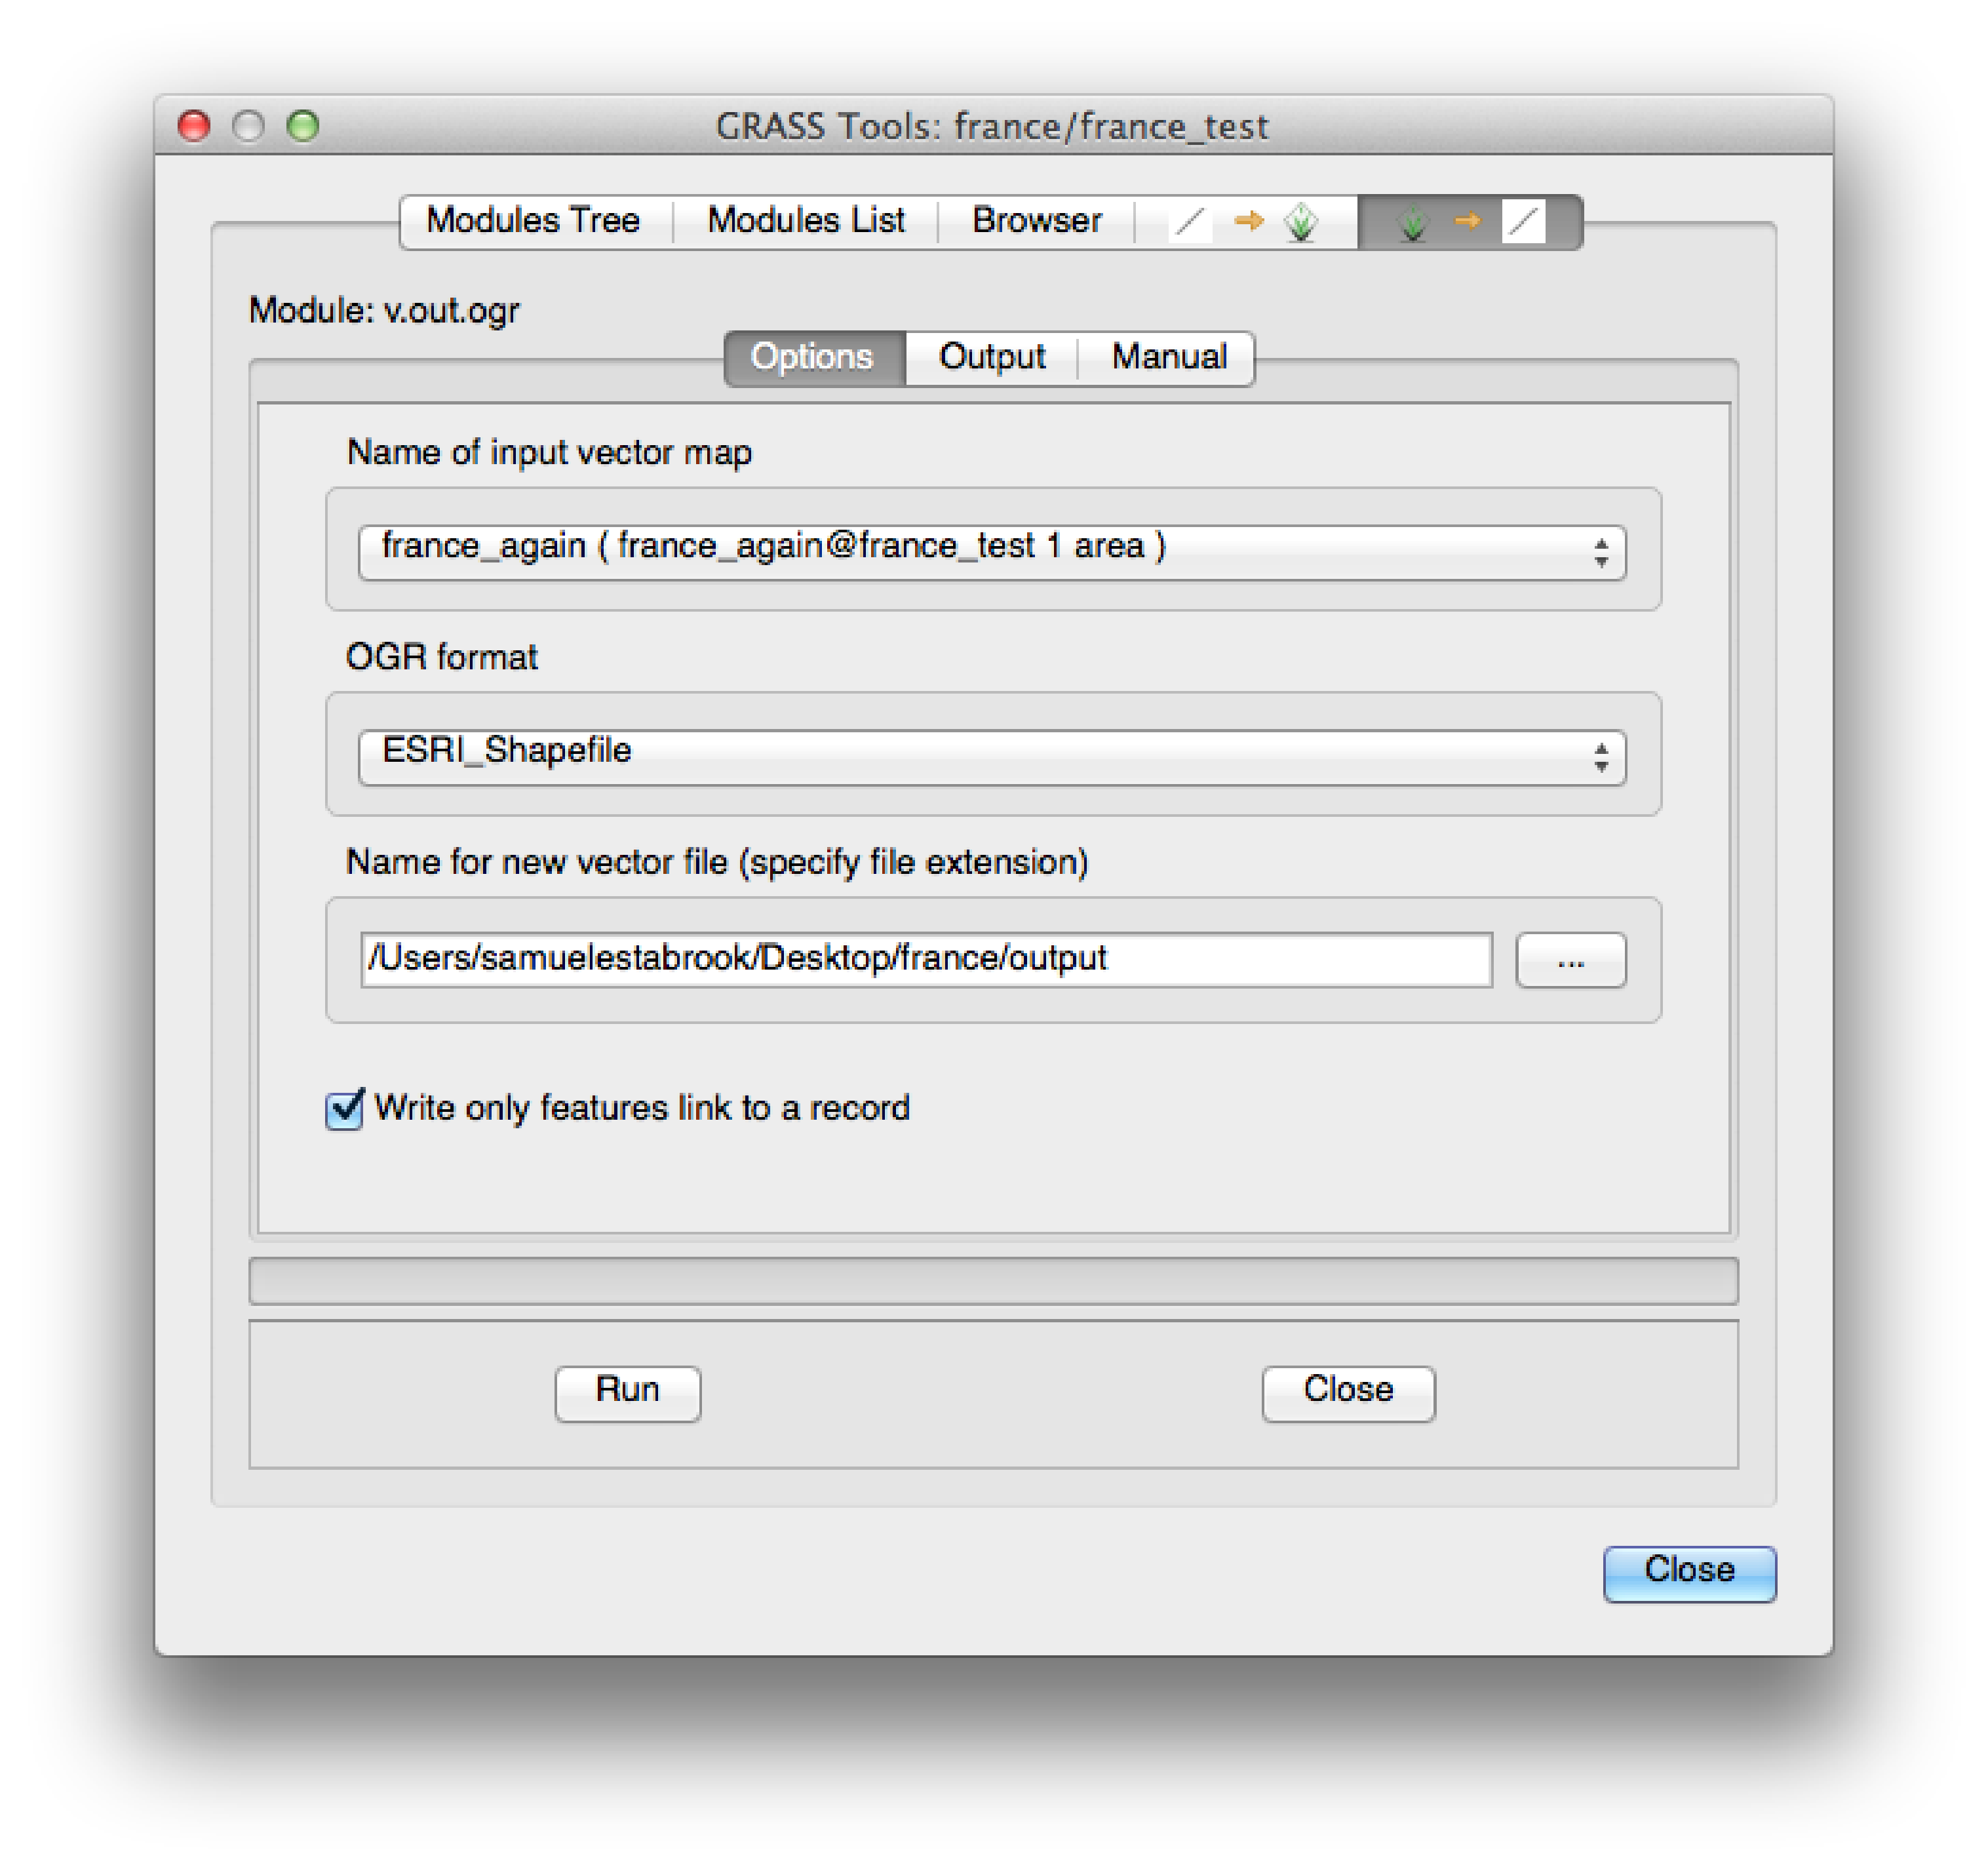 GRASS Tools: france/france_test
Modules Tree Modules List Browser
Module: v.out.ogr
Options Output Manual
Name of input vector map
france_again ( france_again@france_test 1 area )
OGR format
ESRI_Shapefile
Name for new vector file (specify file extension)
/Users/samuelestabrook/Desktop/france/output ...
Write only features link to a record
Run Close
Close